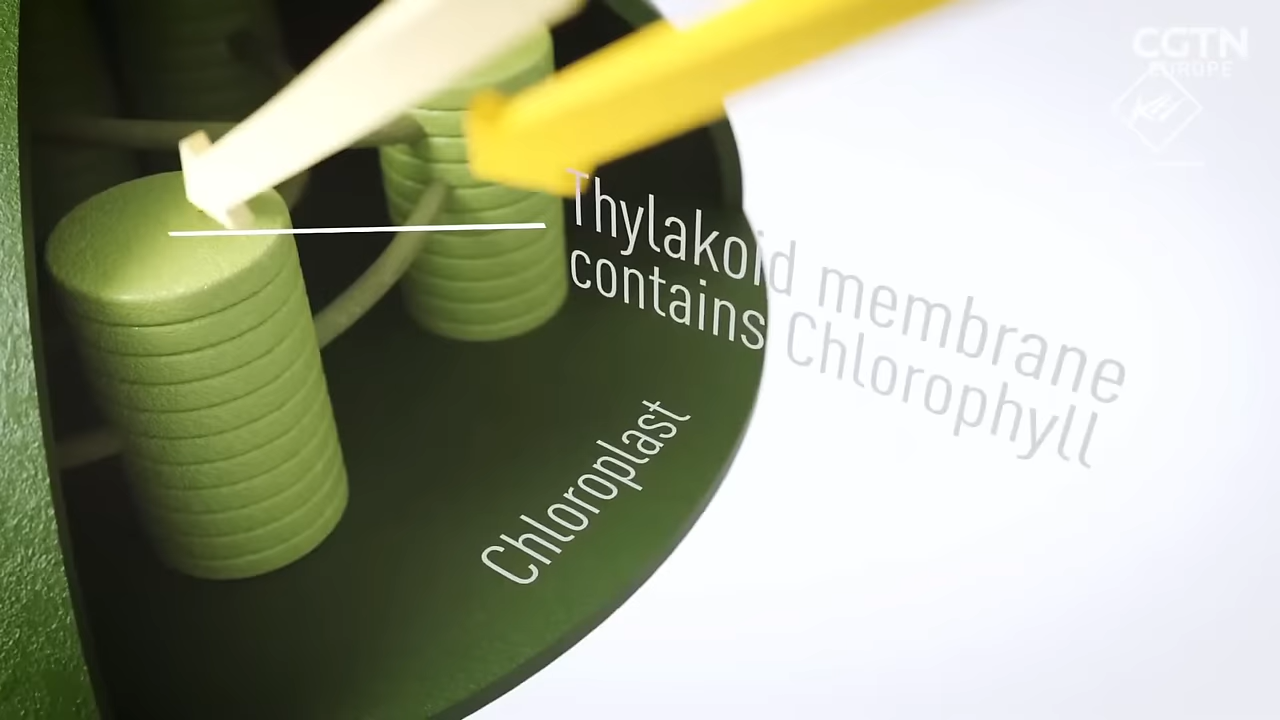 CGTN
EUROPE
Thylakoid membrane
contains Chlorophyll
Chloroplast